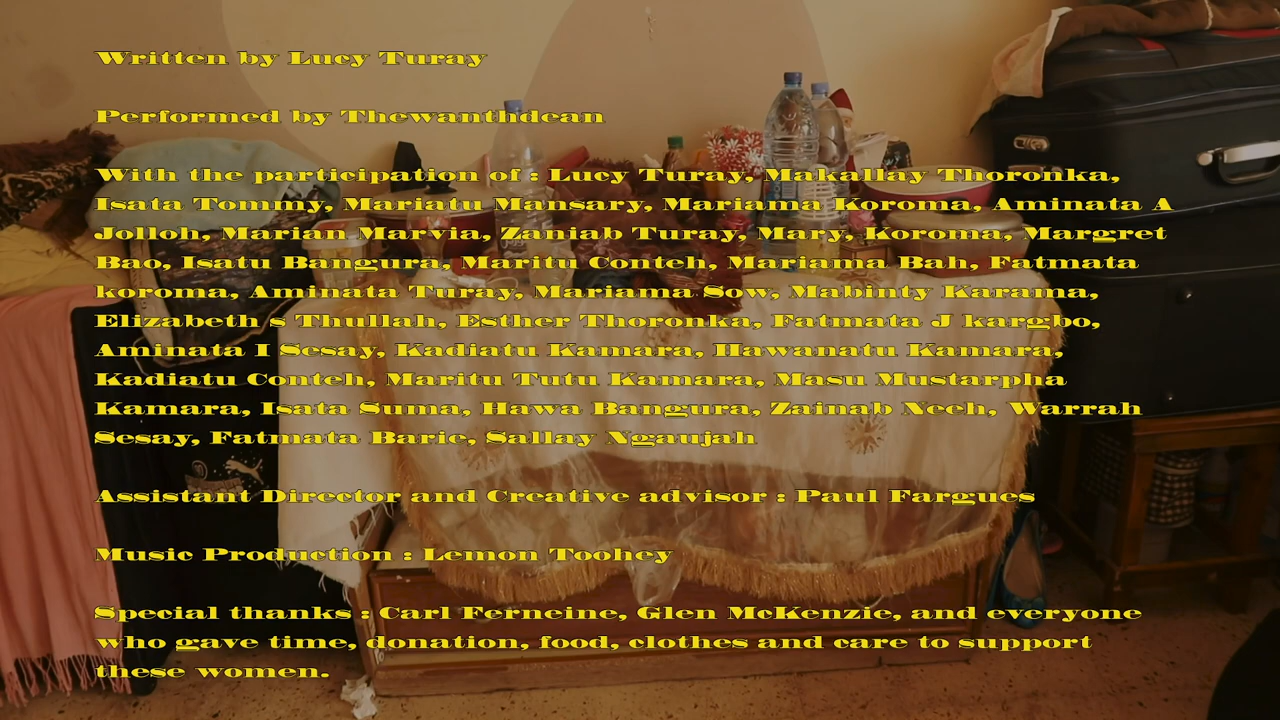 Written by Lucy Turay
Performed by Thewanthdean
With the participation of : Lucy Turay, Makallay Thoronka,
Isata Tommy, Mariatu Mansary, Mariama Koroma, Aminata A
Jolloh, Marian Marvia, Zaniab Turay, Mary, Koroma, Margret
Bao, Isatu Bangura, Maritu Conteh, Mariama Bah, Fatmata
koroma, Aminata Turay, Mariama Sow, Mabinty Karama,
Elizabeth s Thullah, Esther Thoronka, Fatmata J kargbo,
Aminata I Sesay, Kadiatu Kamara, Hawanatu Kamara,
Kadiatu Conteh, Maritu Tutu Kamara, Masu Mustarpha
Kamara, Isata Suma, Hawa Bangura, Zainab Neeh, Warrah
Sesay, Fatmata Barie, Sallay Ngaujah
Assistant Director and Creative advisor : Paul Fargues
Music Production : Lemon Toohey
Special thanks : Carl Ferneine, Glen McKenzie, and everyone
who gave time, donation, food, clothes and care to support
these women.